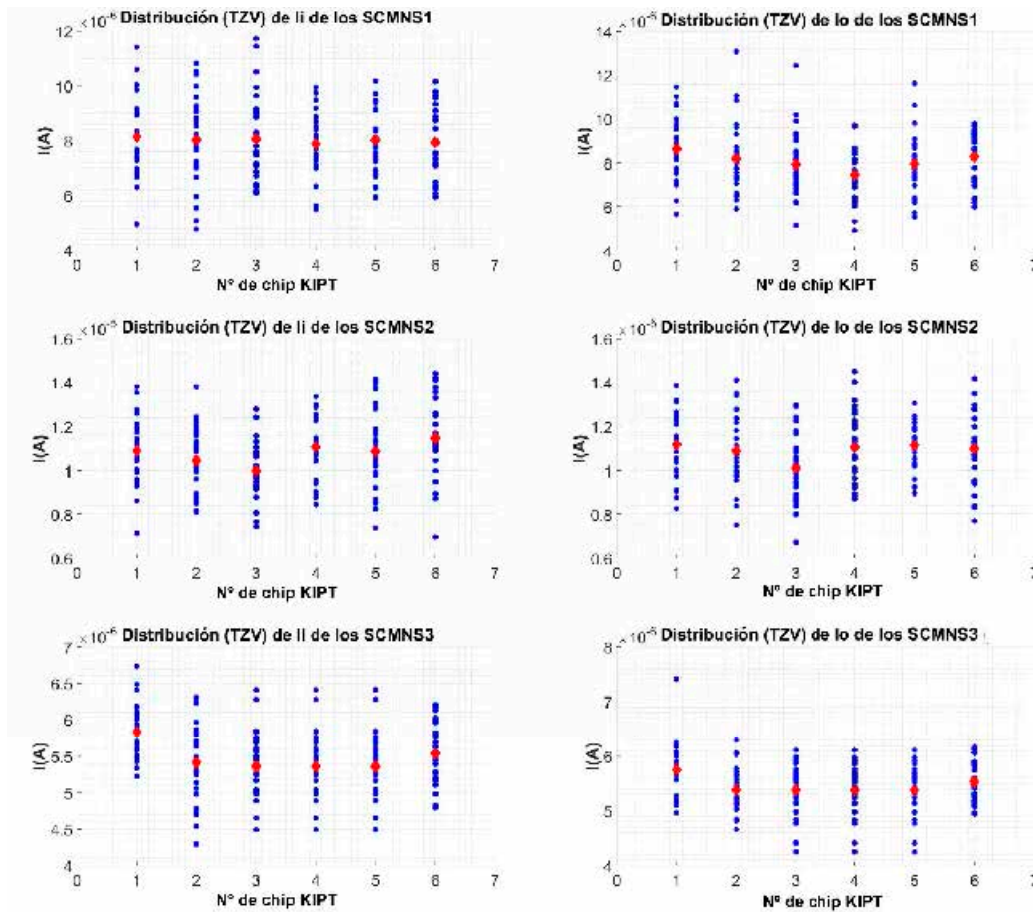 ×10⁻⁶ Distribución (TZV) de Ii de los SCMNS1
12
10
8
6
4
I(A)
0 1 2 3 4 5 6 7
Nº de chip KIPT
×10⁻⁶ Distribución (TZV) de Io de los SCMNS1
14
12
10
8
6
4
I(A)
0 1 2 3 4 5 6 7
Nº de chip KIPT
×10⁻⁵ Distribución (TZV) de Ii de los SCMNS2
1.6
1.4
1.2
1
0.8
0.6
I(A)
0 1 2 3 4 5 6 7
Nº de chip KIPT
×10⁻⁵ Distribución (TZV) de Io de los SCMNS2
1.6
1.4
1.2
1
0.8
0.6
I(A)
0 1 2 3 4 5 6 7
Nº de chip KIPT
×10⁻⁶ Distribución (TZV) de Ii de los SCMNS3
7
6.5
6
5.5
5
4.5
4
I(A)
0 1 2 3 4 5 6 7
Nº de chip KIPT
×10⁻⁶ Distribución (TZV) de Io de los SCMNS3
8
7
6
5
4
I(A)
0 1 2 3 4 5 6 7
Nº de chip KIPT